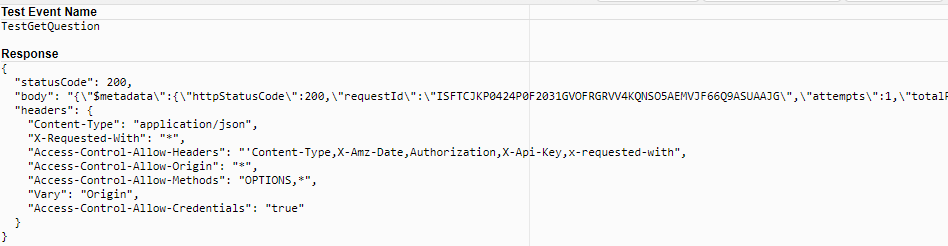 Test Event Name
TestGetQuestion
Response
{
  "statusCode": 200,
  "body": "{\"$metadata\":{\"httpStatusCode\":200,\"requestId\":\"ISFTCJKP0424P0F2031GVOFRGRVV4KQNSO5AEMVJF66Q9ASUAAJG\",\"attempts\":1,\"totalR
  "headers": {
    "Content-Type": "application/json",
    "X-Requested-With": "*",
    "Access-Control-Allow-Headers": "'Content-Type,X-Amz-Date,Authorization,X-Api-Key,x-requested-with",
    "Access-Control-Allow-Origin": "*",
    "Access-Control-Allow-Methods": "OPTIONS,*",
    "Vary": "Origin",
    "Access-Control-Allow-Credentials": "true"
  }
}